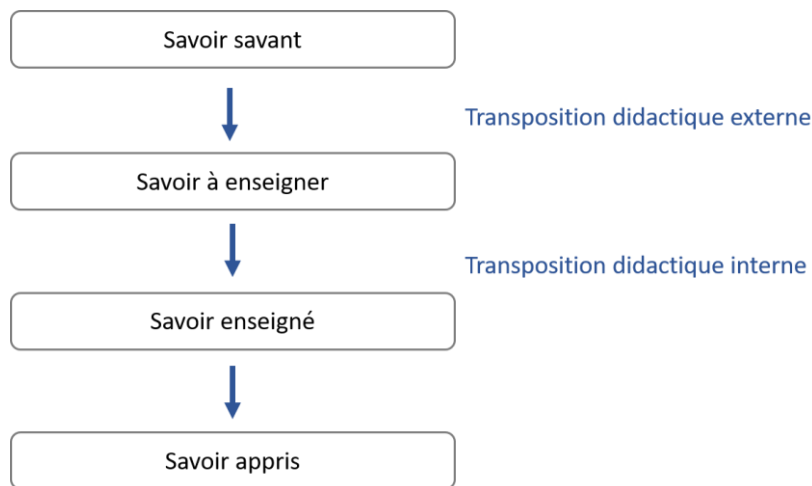 Savoir savant
Transposition didactique externe
Savoir à enseigner
Transposition didactique interne
Savoir enseigné
Savoir appris